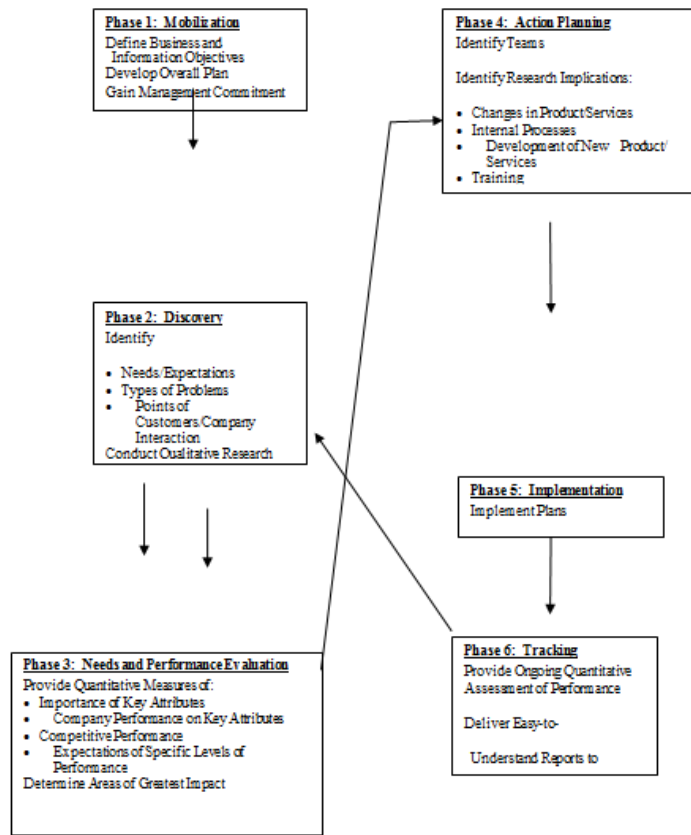 Phase 1: Mobilization
Define Business and
Information Objectives
Develop Overall Plan
Gain Management Commitment
Phase 2: Discovery
Identify
• Needs/Expectations
• Types of Problems
• Points of
Customers/Company
Interaction
Conduct Qualitative Research
Phase 3: Needs and Performance Evaluation
Provide Quantitative Measures of:
• Importance of Key Attributes
• Company Performance on Key Attributes
• Competitive Performance
• Expectations of Specific Levels of
Performance
Determine Areas of Greatest Impact
Phase 4: Action Planning
Identify Teams
Identify Research Implications:
• Changes in Product/Services
• Internal Processes
• Development of New Product/
Services
• Training
Phase 5: Implementation
Implement Plans
Phase 6: Tracking
Provide Ongoing Quantitative
Assessment of Performance
Deliver Easy-to-
Understand Reports to